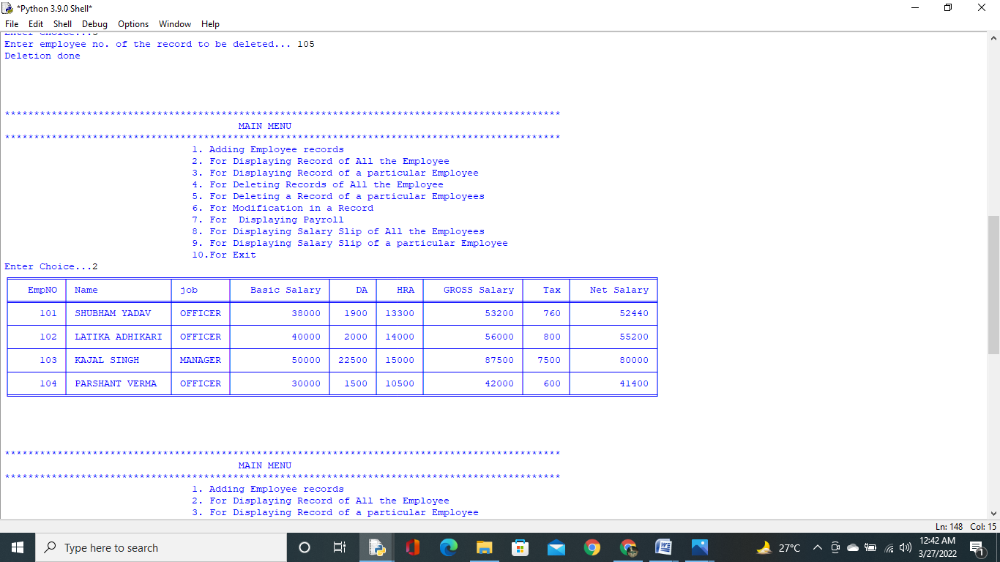 *Python 3.9.0 Shell*
File Edit Shell Debug Options Window Help
Enter Choice...5
Enter employee no. of the record to be deleted... 105
Deletion done
***********************************************************************************************
MAIN MENU
***********************************************************************************************
1. Adding Employee records
2. For Displaying Record of All the Employee
3. For Displaying Record of a particular Employee
4. For Deleting Records of All the Employee
5. For Deleting a Record of a particular Employees
6. For Modification in a Record
7. For  Displaying Payroll
8. For Displaying Salary Slip of All the Employees
9. For Displaying Salary Slip of a particular Employee
10.For Exit
Enter Choice...2
EmpNO Name job Basic Salary DA HRA GROSS Salary Tax Net Salary
101 SHUBHAM YADAV OFFICER 38000 1900 13300 53200 760 52440
102 LATIKA ADHIKARI OFFICER 40000 2000 14000 56000 800 55200
103 KAJAL SINGH MANAGER 50000 22500 15000 87500 7500 80000
104 PARSHANT VERMA OFFICER 30000 1500 10500 42000 600 41400
***********************************************************************************************
MAIN MENU
***********************************************************************************************
1. Adding Employee records
2. For Displaying Record of All the Employee
3. For Displaying Record of a particular Employee
Ln: 148 Col: 15
Type here to search
27°C
12:42 AM
3/27/2022
1